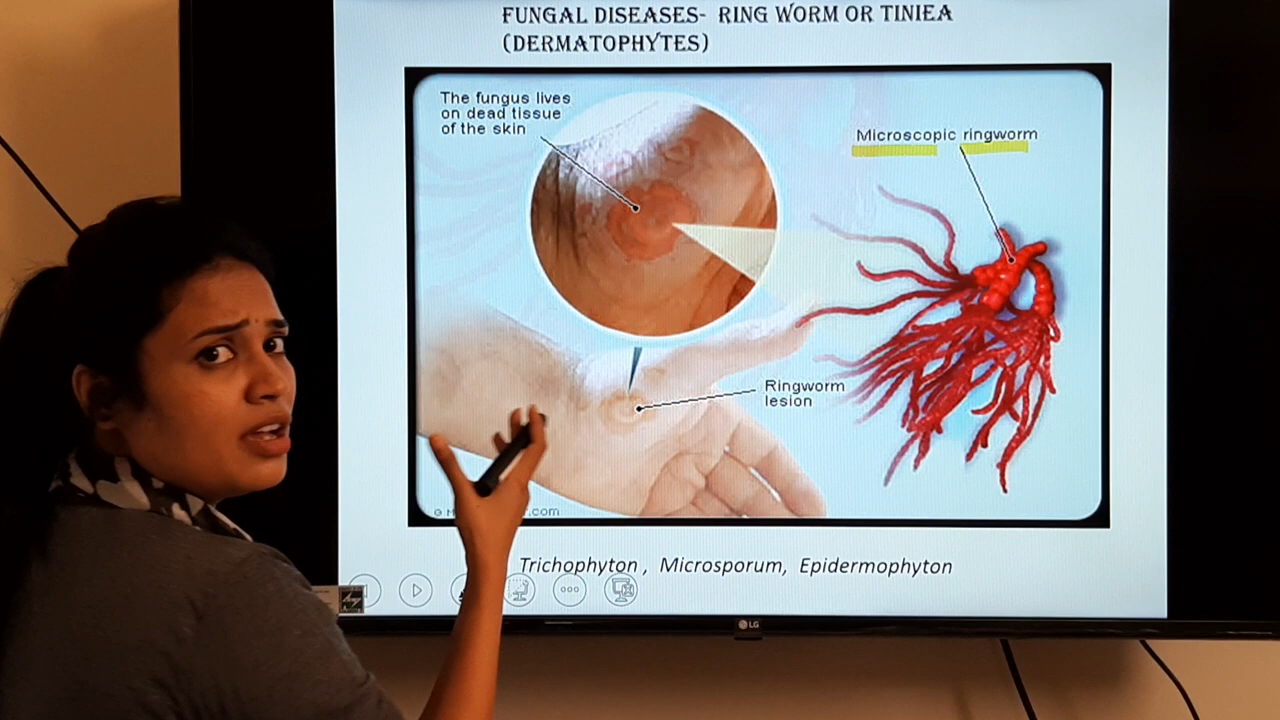 FUNGAL DISEASES- RING WORM OR TINIEA
(DERMATOPHYTES)
The fungus lives
on dead tissue
of the skin
Microscopic ringworm
Ringworm
lesion
.com
Trichophyton, Microsporum, Epidermophyton
LG